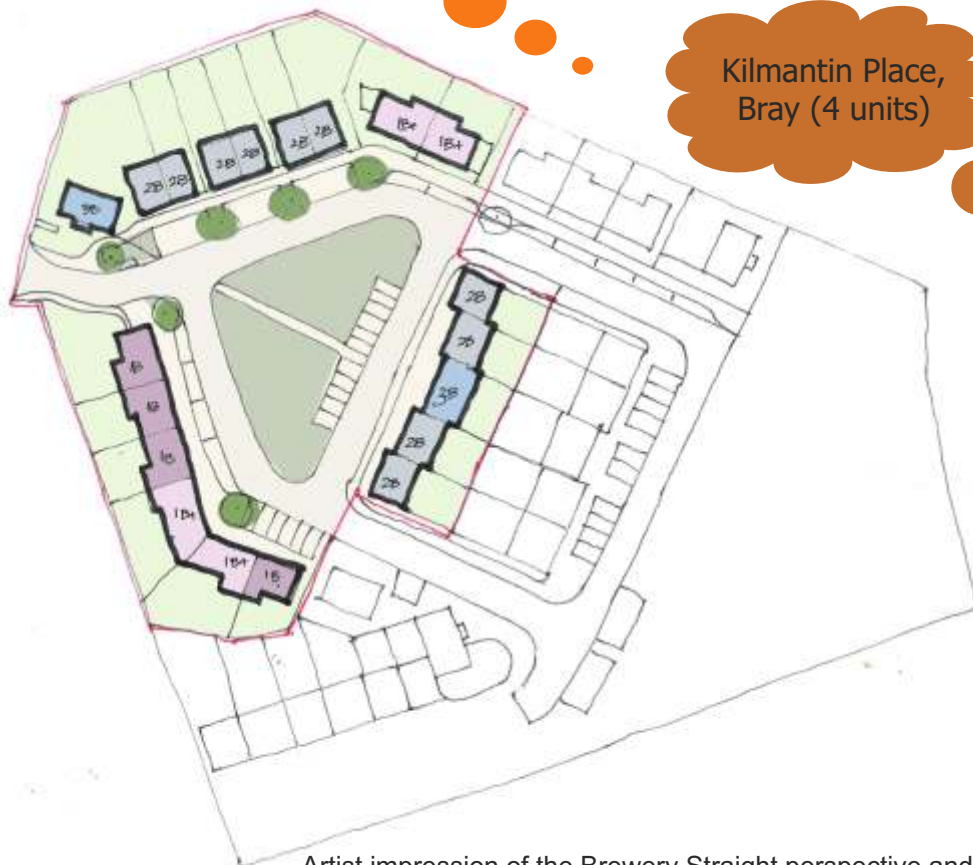 Kilmantin Place,
Bray (4 units)
2B 2B
2B 2B
2B 2B
1B+
1B+
3B
2B
2B
3B
2B
2B
1B
1B
1B
1B+
1B+
1B
Artist impression of the Brewery Straight perspective and